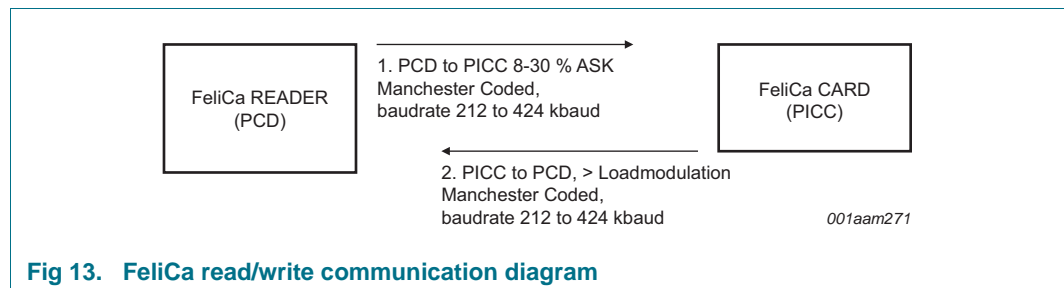 FeliCa READER
(PCD)
1. PCD to PICC 8-30 % ASK
Manchester Coded,
baudrate 212 to 424 kbaud
FeliCa CARD
(PICC)
2. PICC to PCD, > Loadmodulation
Manchester Coded,
baudrate 212 to 424 kbaud
001aam271
Fig 13. FeliCa read/write communication diagram